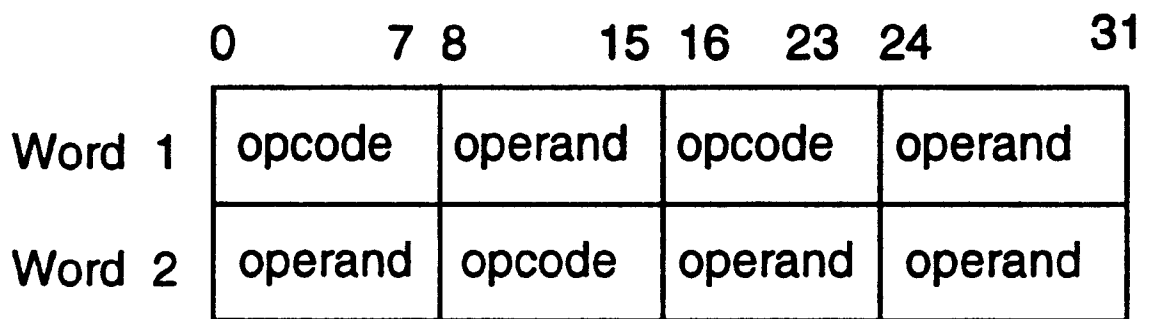 0 7 8 15 16 23 24 31
Word 1 opcode operand opcode operand
Word 2 operand opcode operand operand